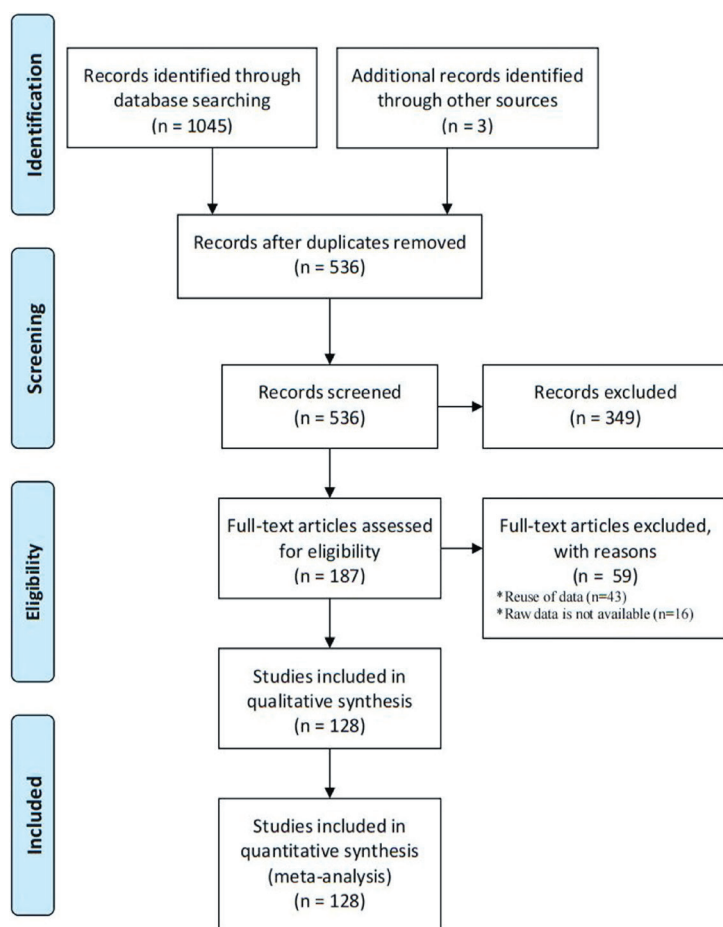 Identification
Records identified through
database searching
(n = 1045)
Additional records identified
through other sources
(n = 3)
Records after duplicates removed
(n = 536)
Screening
Records screened
(n = 536)
Records excluded
(n = 349)
Eligibility
Full-text articles assessed
for eligibility
(n = 187)
Full-text articles excluded,
with reasons
(n = 59)
*Reuse of data (n=43)
*Raw data is not available (n=16)
Studies included in
qualitative synthesis
(n = 128)
Included
Studies included in
quantitative synthesis
(meta-analysis)
(n = 128)